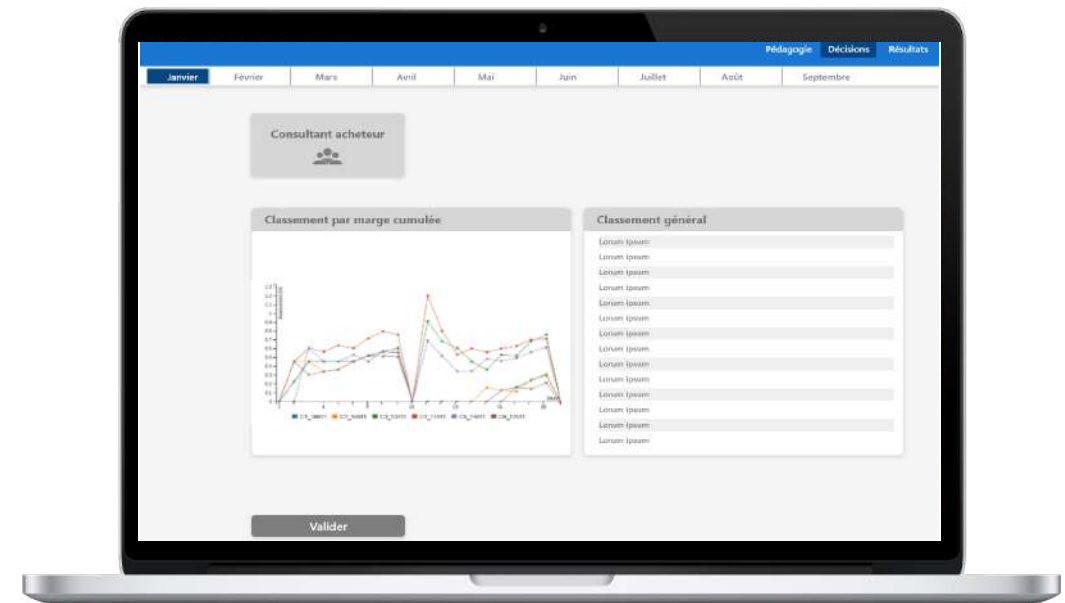 Pédagogie Décisions Résultats
Janvier Février Mars Avril Mai Juin Juillet Août Septembre
Consultant acheteur
Classement par marge cumulée
Classement général
Lorum Ipsum
Lorum Ipsum
Lorum Ipsum
Lorum Ipsum
Lorum Ipsum
Lorum Ipsum
Lorum Ipsum
Lorum Ipsum
Lorum Ipsum
Lorum Ipsum
Lorum Ipsum
Lorum Ipsum
Lorum Ipsum
Lorum Ipsum
Valider